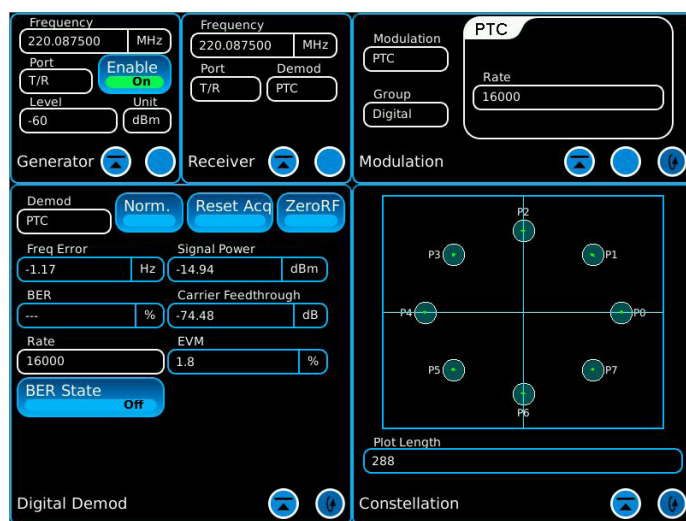 Frequency
220.087500 MHz
Port
T/R
Enable
On
Level Unit
-60 dBm
Generator
Frequency
220.087500 MHz
Port Demod
T/R PTC
Receiver
Modulation
PTC
Group
Digital
PTC
Rate
16000
Modulation
Demod
PTC
Norm.
Reset Acq
ZeroRF
Freq Error Signal Power
-1.17 Hz -14.94 dBm
BER Carrier Feedthrough
--- % -74.48 dB
Rate EVM
16000 1.8 %
BER State
Off
Digital Demod
P2
P3 P1
P4 P0
P5 P7
P6
Plot Length
288
Constellation